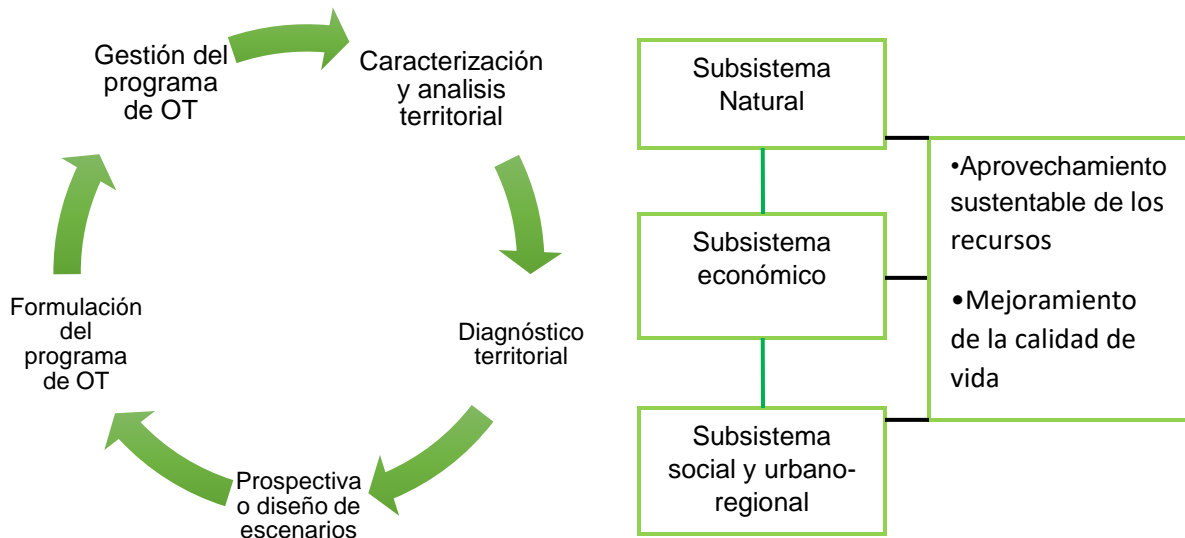 Gestión del
programa
de OT
Caracterización
y analisis
territorial
Diagnóstico
territorial
Prospectiva
o diseño de
escenarios
Formulación
del
programa
de OT
Subsistema
Natural
Subsistema
económico
Subsistema
social y urbano-
regional
•Aprovechamiento
sustentable de los
recursos
•Mejoramiento
de la calidad de
vida